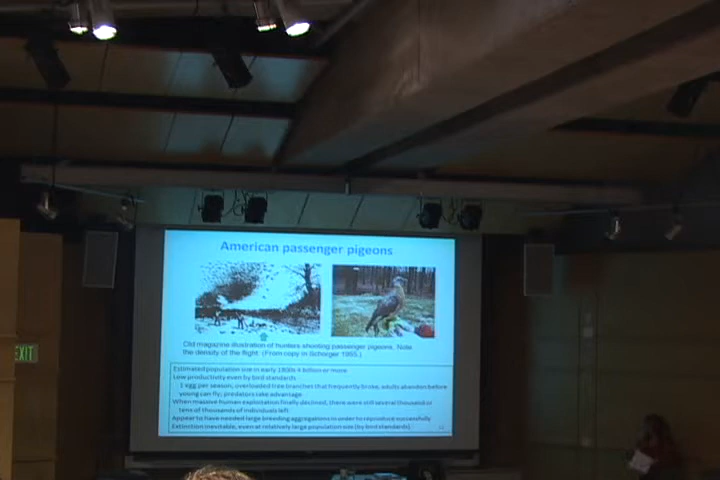 American passenger pigeons
Old magazine illustration of hunters shooting passenger pigeons. Note
the density of the flight. (From copy in Schorger 1955.)
Estimated population size in early 1800s 4 billion or more
Low productivity even by bird standards
1 egg per season, overloaded tree branches that frequently broke, adults abandon before
young can fly; predators take advantage
When massive human exploitation finally declined, there were still several thousand or
tens of thousands of individuals left
Appear to have needed large breeding aggregations in order to reproduce successfully
Extinction inevitable, even at relatively large population size (by bird standards)
EXIT